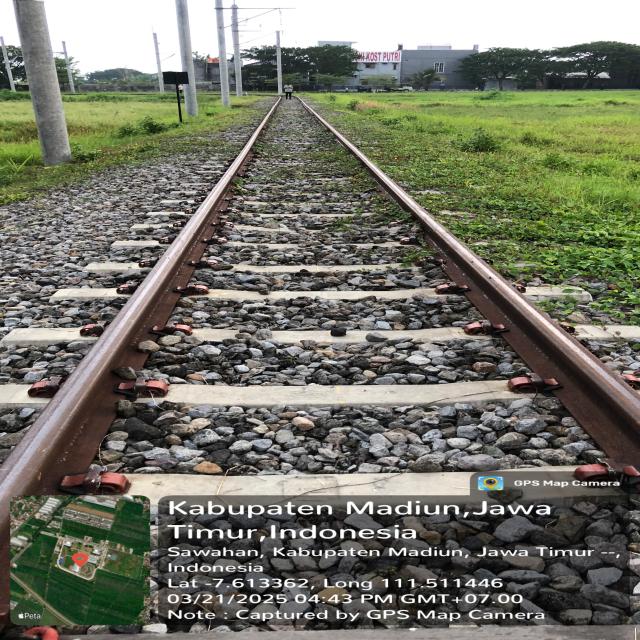 KOST PUTRI
GPS Map Camera
Kabupaten Madiun,Jawa
Timur,Indonesia
Sawahan, Kabupaten Madiun, Jawa Timur --,
Indonesia
Lat -7.613362, Long 111.511446
03/21/2025 04:43 PM GMT+07.00
Note : Captured by GPS Map Camera
Peta